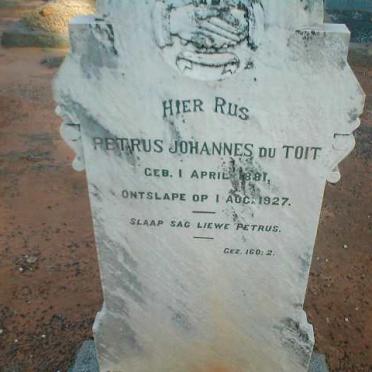 HIER RUS
PETRUS JOHANNES DU TOIT
GEB. 1 APRIL 1881,
ONTSLAPE OP 1 AUG. 1927.
SLAAP SAG LIEWE PETRUS.
GEZ. 160: 2.